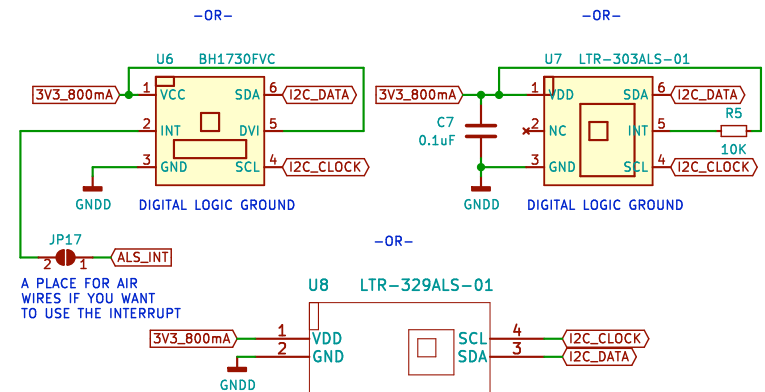 -OR-
-OR-
U6 BH1730FVC
U7 LTR-303ALS-01
3V3_800mA 1 VCC SDA 6 I2C_DATA
3V3_800mA 1 VDD SDA 6 I2C_DATA
C7
0.1uF
R5
10K
2 INT DVI 5
2 NC INT 5
3 GND SCL 4 I2C_CLOCK
3 GND SCL 4 I2C_CLOCK
GNDD
GNDD
DIGITAL LOGIC GROUND
DIGITAL LOGIC GROUND
JP17
2 1 ALS_INT
-OR-
A PLACE FOR AIR
WIRES IF YOU WANT
TO USE THE INTERRUPT
U8 LTR-329ALS-01
3V3_800mA 1 VDD SCL 4 I2C_CLOCK
2 GND SDA 3 I2C_DATA
GNDD